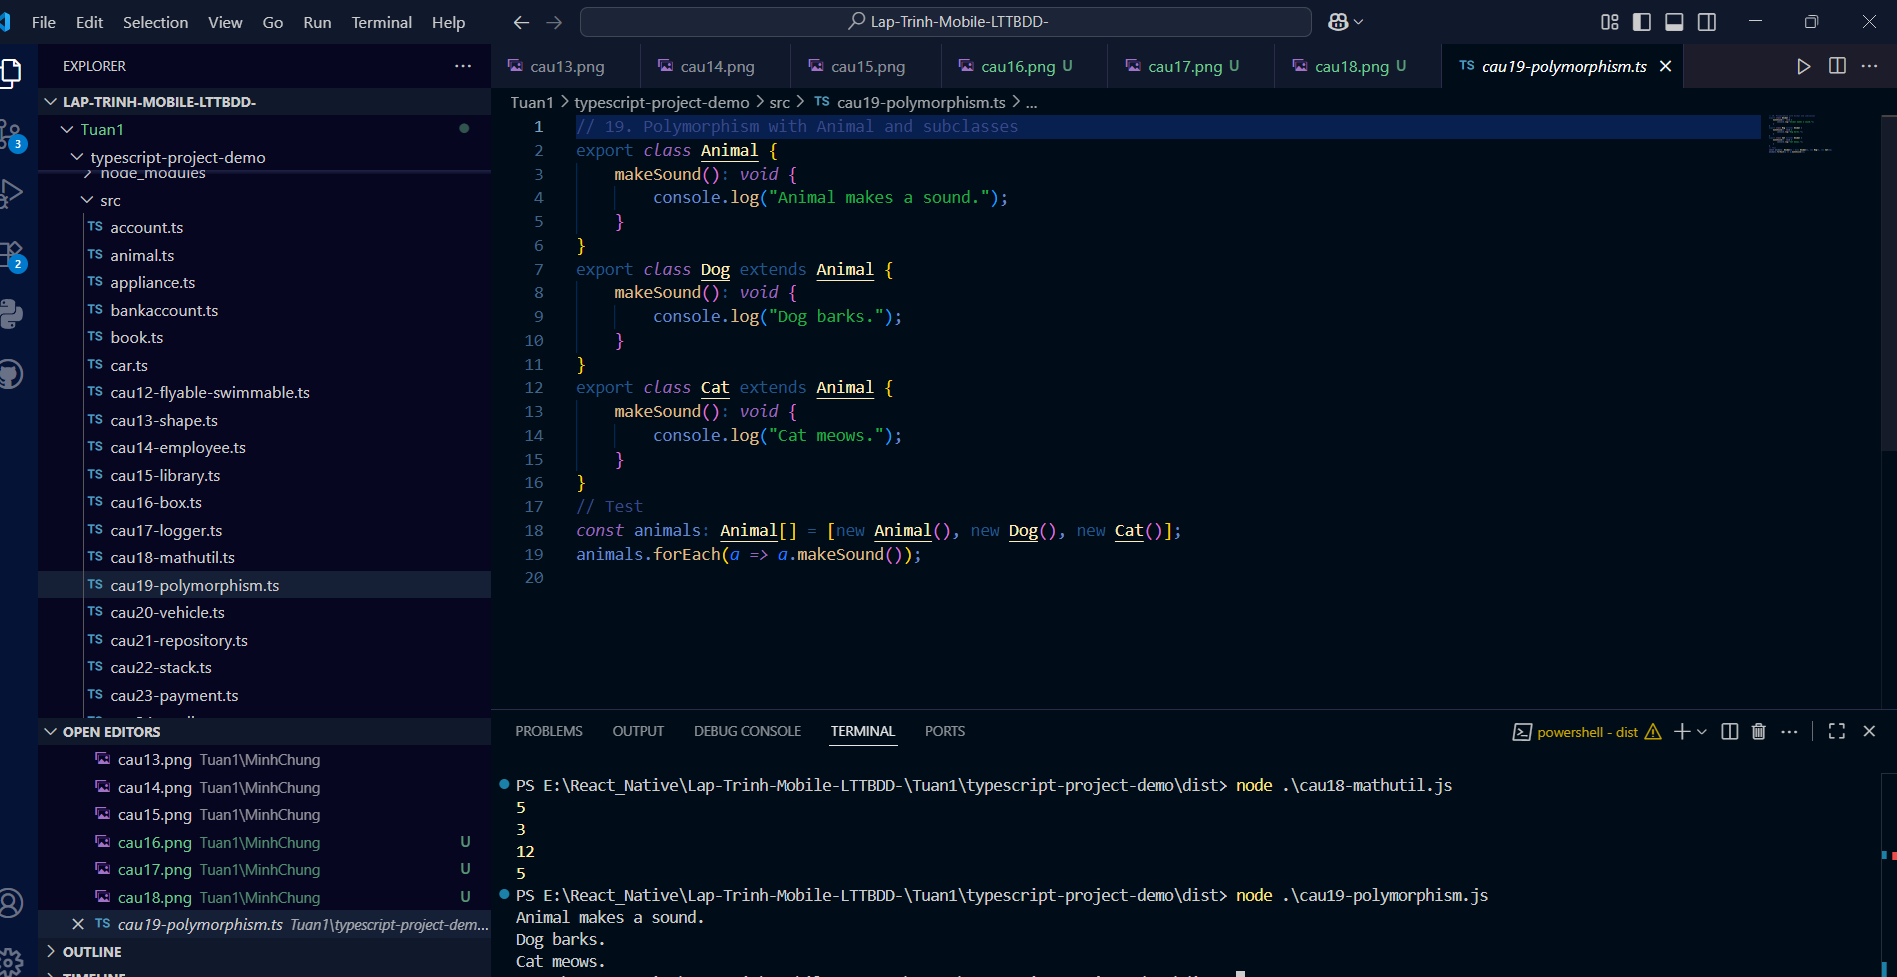 File Edit Selection View Go Run Terminal Help
Lap-Trinh-Mobile-LTTBDD-
EXPLORER
cau13.png cau14.png cau15.png cau16.png U cau17.png U cau18.png U TS cau19-polymorphism.ts
LAP-TRINH-MOBILE-LTTBDD-
Tuan1
typescript-project-demo
node_modules
src
TS account.ts
TS animal.ts
TS appliance.ts
TS bankaccount.ts
TS book.ts
TS car.ts
TS cau12-flyable-swimmable.ts
TS cau13-shape.ts
TS cau14-employee.ts
TS cau15-library.ts
TS cau16-box.ts
TS cau17-logger.ts
TS cau18-mathutil.ts
TS cau19-polymorphism.ts
TS cau20-vehicle.ts
TS cau21-repository.ts
TS cau22-stack.ts
TS cau23-payment.ts
3
2
OPEN EDITORS
cau13.png Tuan1\MinhChung
cau14.png Tuan1\MinhChung
cau15.png Tuan1\MinhChung
cau16.png Tuan1\MinhChung U
cau17.png Tuan1\MinhChung U
cau18.png Tuan1\MinhChung U
TS cau19-polymorphism.ts Tuan1\typescript-project-dem...
OUTLINE
TIMELINE
Tuan1 > typescript-project-demo > src > TS cau19-polymorphism.ts > ...
1 // 19. Polymorphism with Animal and subclasses
2 export class Animal {
3 makeSound(): void {
4 console.log("Animal makes a sound.");
5 }
6 }
7 export class Dog extends Animal {
8 makeSound(): void {
9 console.log("Dog barks.");
10 }
11 }
12 export class Cat extends Animal {
13 makeSound(): void {
14 console.log("Cat meows.");
15 }
16 }
17 // Test
18 const animals: Animal[] = [new Animal(), new Dog(), new Cat()];
19 animals.forEach(a => a.makeSound());
20
PROBLEMS OUTPUT DEBUG CONSOLE TERMINAL PORTS
powershell - dist
PS E:\React_Native\Lap-Trinh-Mobile-LTTBDD-\Tuan1\typescript-project-demo\dist> node .\cau18-mathutil.js
5
3
12
5
PS E:\React_Native\Lap-Trinh-Mobile-LTTBDD-\Tuan1\typescript-project-demo\dist> node .\cau19-polymorphism.js
Animal makes a sound.
Dog barks.
Cat meows.